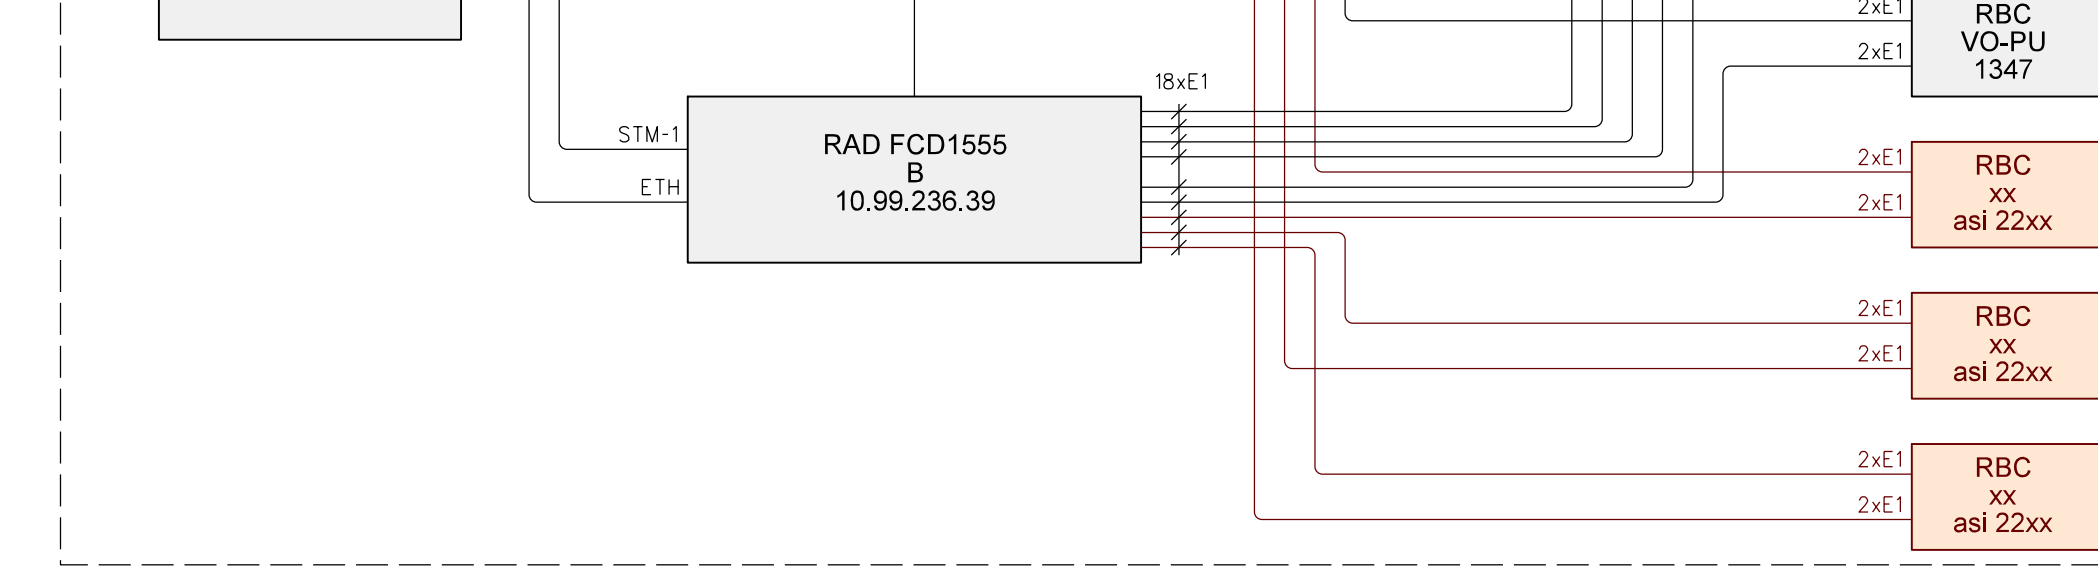 2xE1
RBC
VO-PU
1347
2xE1
18xE1
STM-1
ETH
RAD FCD1555
B
10.99.236.39
2xE1
2xE1
RBC
xx
asi 22xx
2xE1
2xE1
RBC
xx
asi 22xx
2xE1
2xE1
RBC
xx
asi 22xx